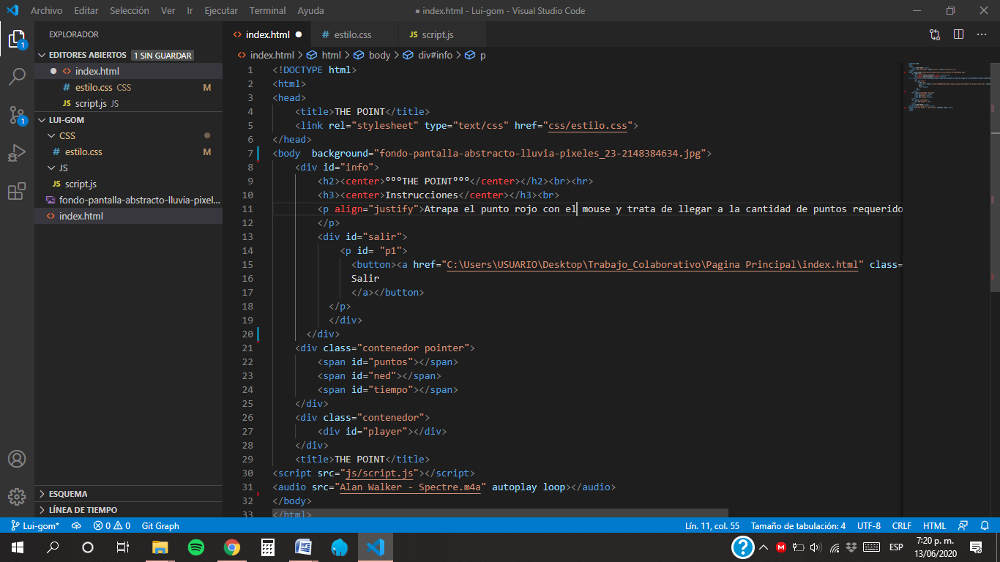 Archivo Editar Selección Ver Ir Ejecutar Terminal Ayuda
● index.html - Lui-gom - Visual Studio Code
EXPLORADOR
EDITORES ABIERTOS 1 SIN GUARDAR
index.html
estilo.css CSS M
script.js JS
LUI-GOM
CSS
estilo.css M
JS
script.js
fondo-pantalla-abstracto-lluvia-pixel...
index.html
ESQUEMA
LÍNEA DE TIEMPO
index.html estilo.css script.js
index.html > html > body > div#info > p
1 <!DOCTYPE html>
2 <html>
3 <head>
4 <title>THE POINT</title>
5 <link rel="stylesheet" type="text/css" href="css/estilo.css">
6 </head>
7 <body  background="fondo-pantalla-abstracto-lluvia-pixeles_23-2148384634.jpg">
8 <div id="info">
9 <h2><center>ºººTHE POINTººº</center></h2><br><hr>
10 <h3><center>Instrucciones</center></h3><br>
11 <p align="justify">Atrapa el punto rojo con el mouse y trata de llegar a la cantidad de puntos requerido
12 </p>
13 <div id="salir">
14 <p id= "p1">
15 <button><a href="C:\Users\USUARIO\Desktop\Trabajo_Colaborativo\Pagina Principal\index.html" class=
16 Salir
17 </a></button>
18 </p>
19 </div>
20 </div>
21 <div class="contenedor pointer">
22 <span id="puntos"></span>
23 <span id="ned"></span>
24 <span id="tiempo"></span>
25 </div>
26 <div class="contenedor">
27 <div id="player"></div>
28 </div>
29 <title>THE POINT</title>
30 <script src="js/script.js"></script>
31 <audio src="Alan Walker - Spectre.m4a" autoplay loop></audio>
32 </body>
33 </html>
Lui-gom* 0 0 Git Graph
Lín. 11, col. 55 Tamaño de tabulación: 4 UTF-8 CRLF HTML
ESP
7:20 p. m.
13/06/2020